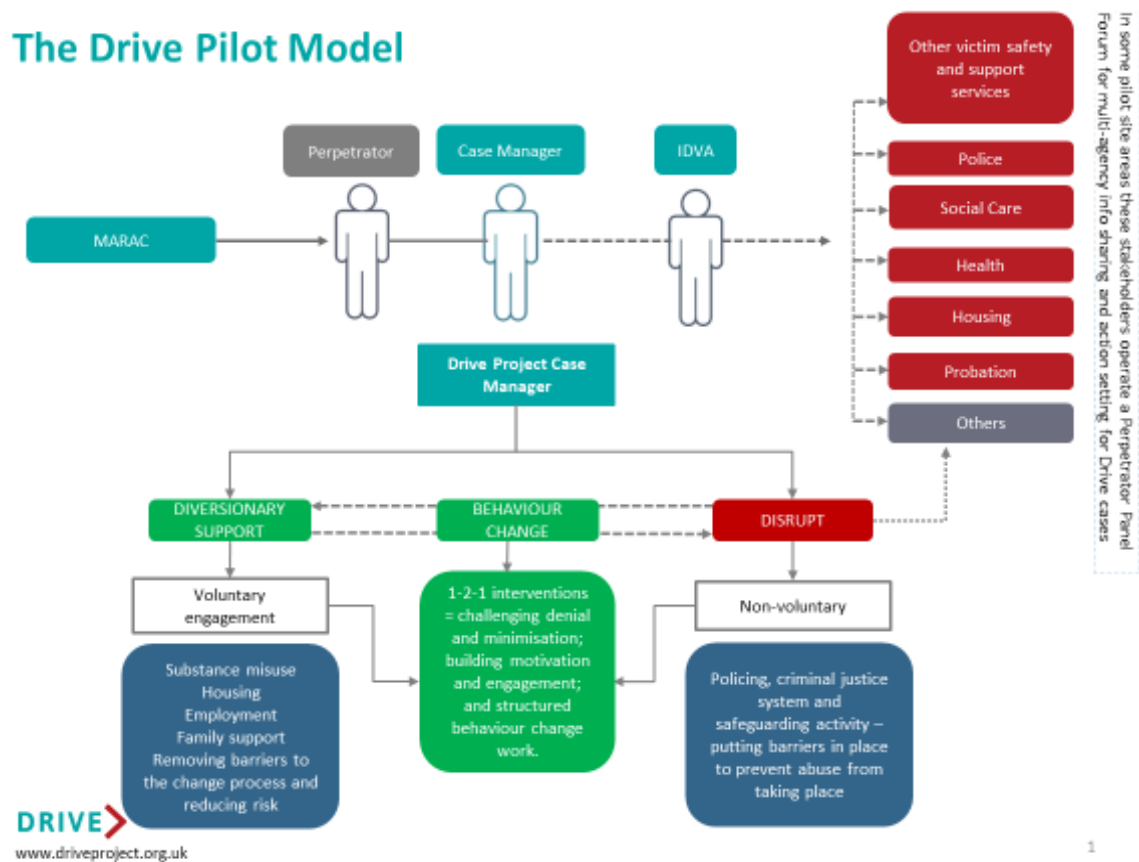 The Drive Pilot Model
Perpetrator
Case Manager
IDVA
MARAC
Other victim safety
and support
services
Police
Social Care
Health
Housing
Probation
Others
In some pilot site areas these stakeholders operate a Perpetrator Panel
Forum for multi-agency info sharing and action setting for Drive cases
Drive Project Case
Manager
DIVERSIONARY
SUPPORT
BEHAVIOUR
CHANGE
DISRUPT
Voluntary
engagement
1-2-1 interventions
= challenging denial
and minimisation;
building motivation
and engagement;
and structured
behaviour change
work.
Non-voluntary
Substance misuse
Housing
Employment
Family support
Removing barriers to
the change process and
reducing risk
Policing, criminal justice
system and
safeguarding activity –
putting barriers in place
to prevent abuse from
taking place
DRIVE
www.driveproject.org.uk
1